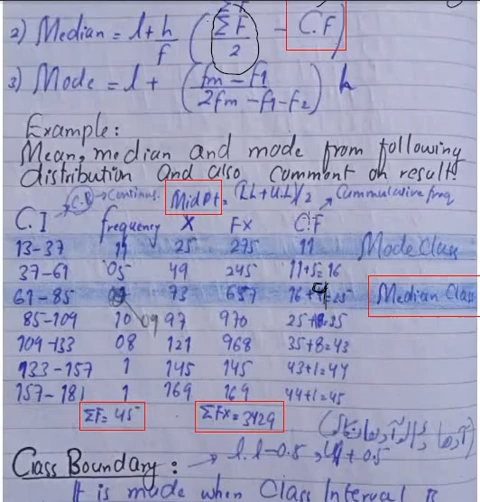 2) Median = l + h/f ( ΣF/2 - C.F )
3) Mode = l + ( fm - f1 / 2fm - f1 - f2 ) h
Example:
Mean, median and mode from following
distribution and also comment on result:
C.B → Continus. Mid Pt = (LL+UL)/2 → Cummulative freq
C.I frequency X FX C.F
13-37 11 25 275 11 Mode Class
37-61 05 49 245 11+5=16
61-85 09 73 657 16+9=25 Median Class
85-109 10 97 970 25+10=35
109-133 08 121 968 35+8=43
133-157 1 145 145 43+1=44
157-181 1 169 169 44+1=45
ΣF= 45 ΣFX = 3429
Class Boundary: → l.l-0.5, ul+0.5
It is made when Class Interval